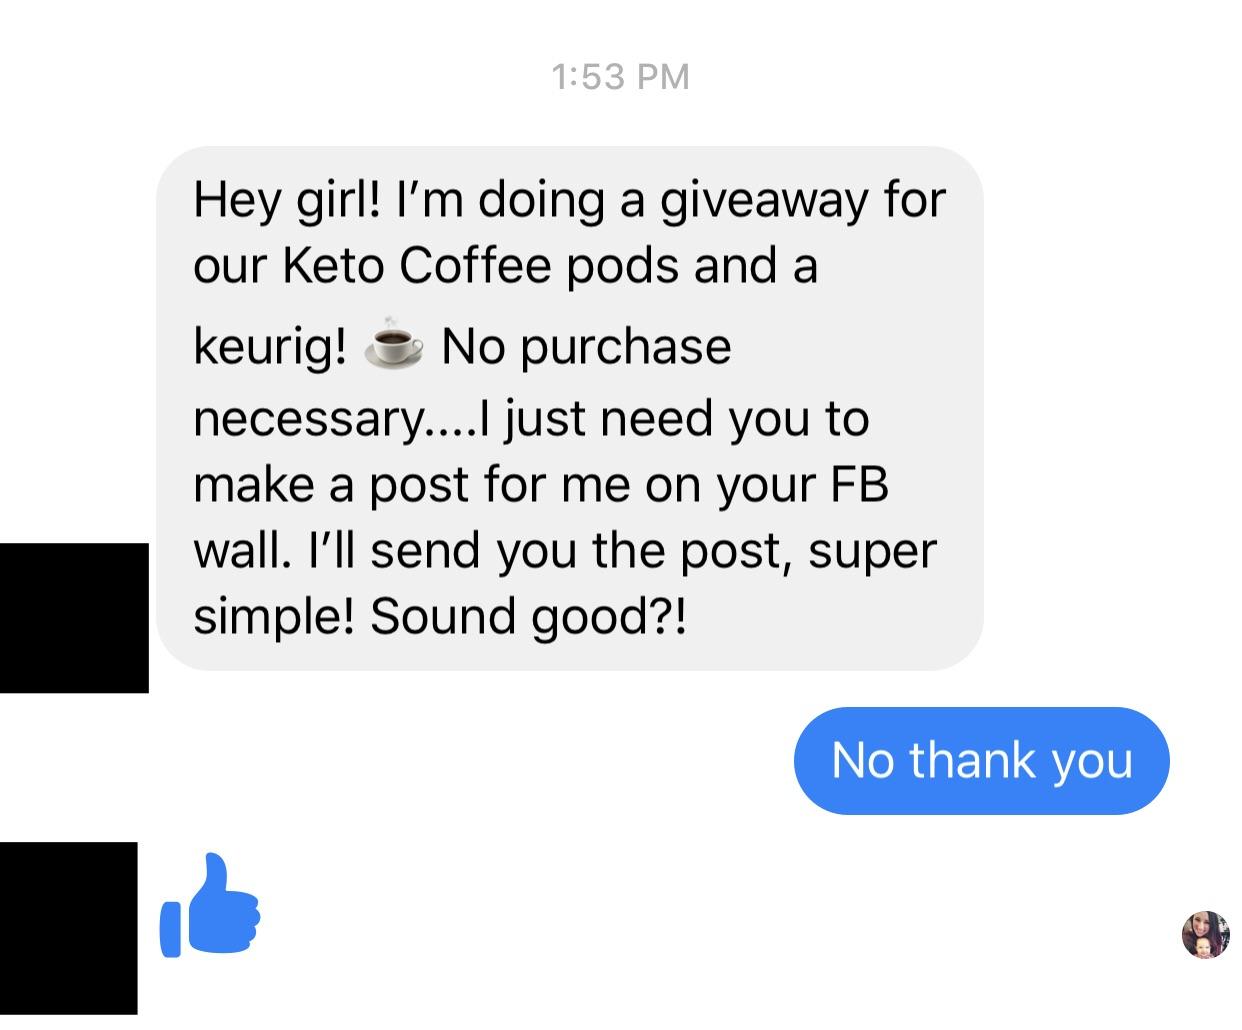 1:53 PM
Hey girl! I’m doing a giveaway for
our Keto Coffee pods and a
keurig! ☕ No purchase
necessary....I just need you to
make a post for me on your FB
wall. I’ll send you the post, super
simple! Sound good?!
No thank you